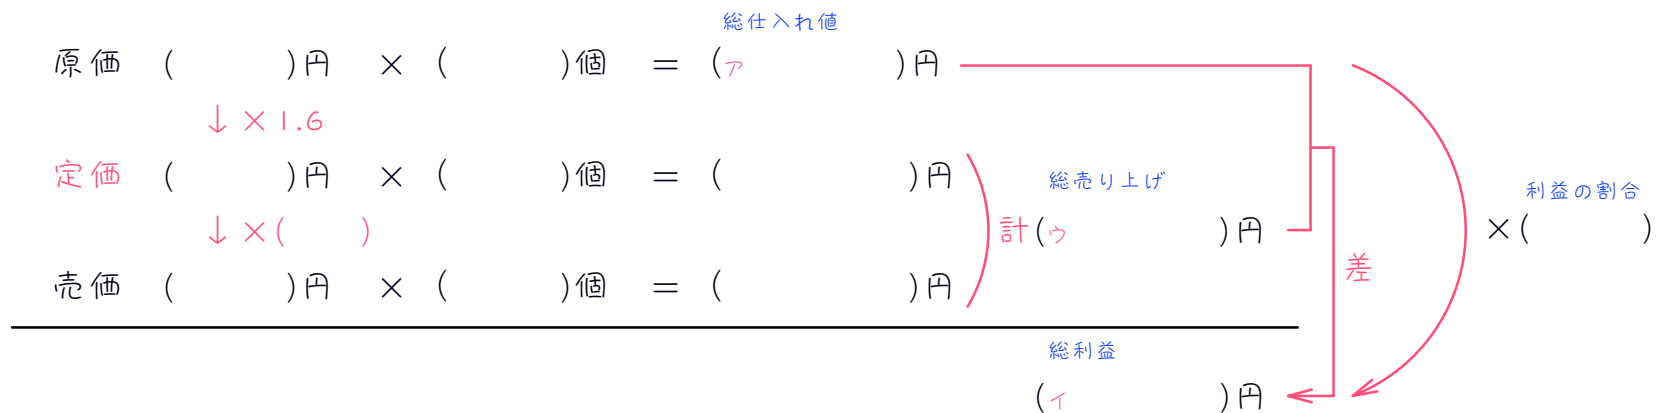 総仕入れ値
原価 ( )円 × ( )個 = (ア )円
↓×1.6
定価 ( )円 × ( )個 = ( )円
総売り上げ
利益の割合
↓×( )
計(ウ )円
×( )
差
売価 ( )円 × ( )個 = ( )円
総利益
(イ )円